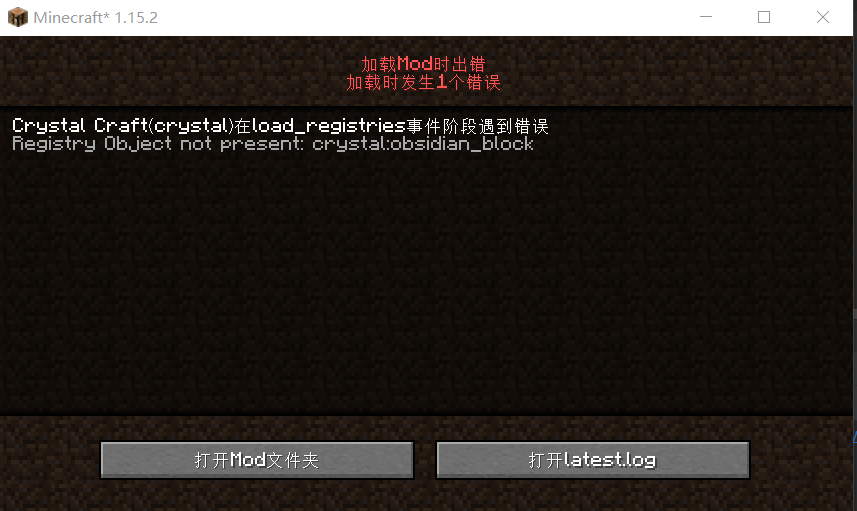 Minecraft* 1.15.2
加载Mod时出错
加载时发生1个错误
Crystal Craft(crystal)在load_registries事件阶段遇到错误
Registry Object not present: crystal:obsidian_block
打开Mod文件夹
打开latest.log